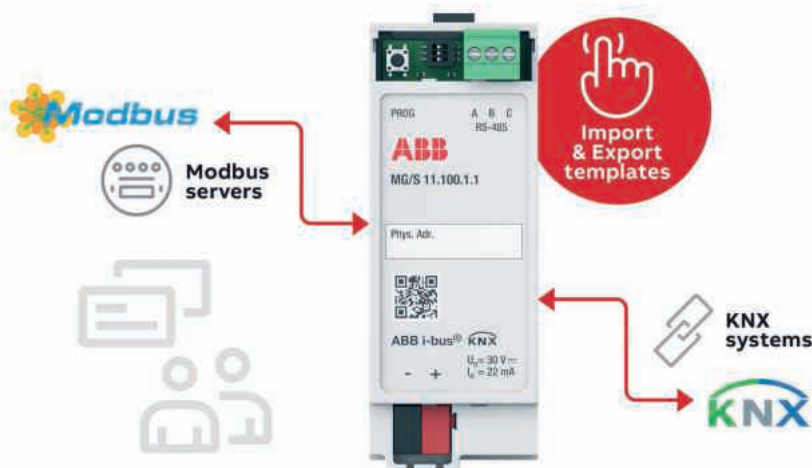 Modbus
Modbus
servers
PROG
A B C
RS-485
ABB
MG/S 11.100.1.1
Phys. Adr.
ABB i-bus® KNX
Un= 30 V
- +
In = 22 mA
Import
& Export
templates
KNX
systems
KNX